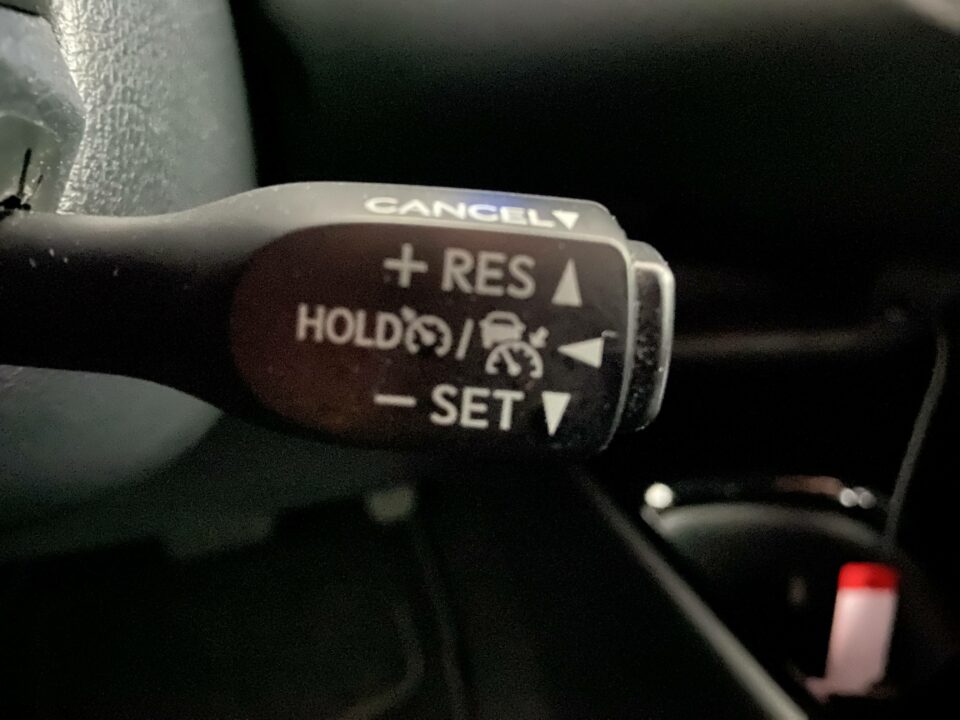 CANCEL▼
+ RES ▲
HOLD / ◀
− SET ▼